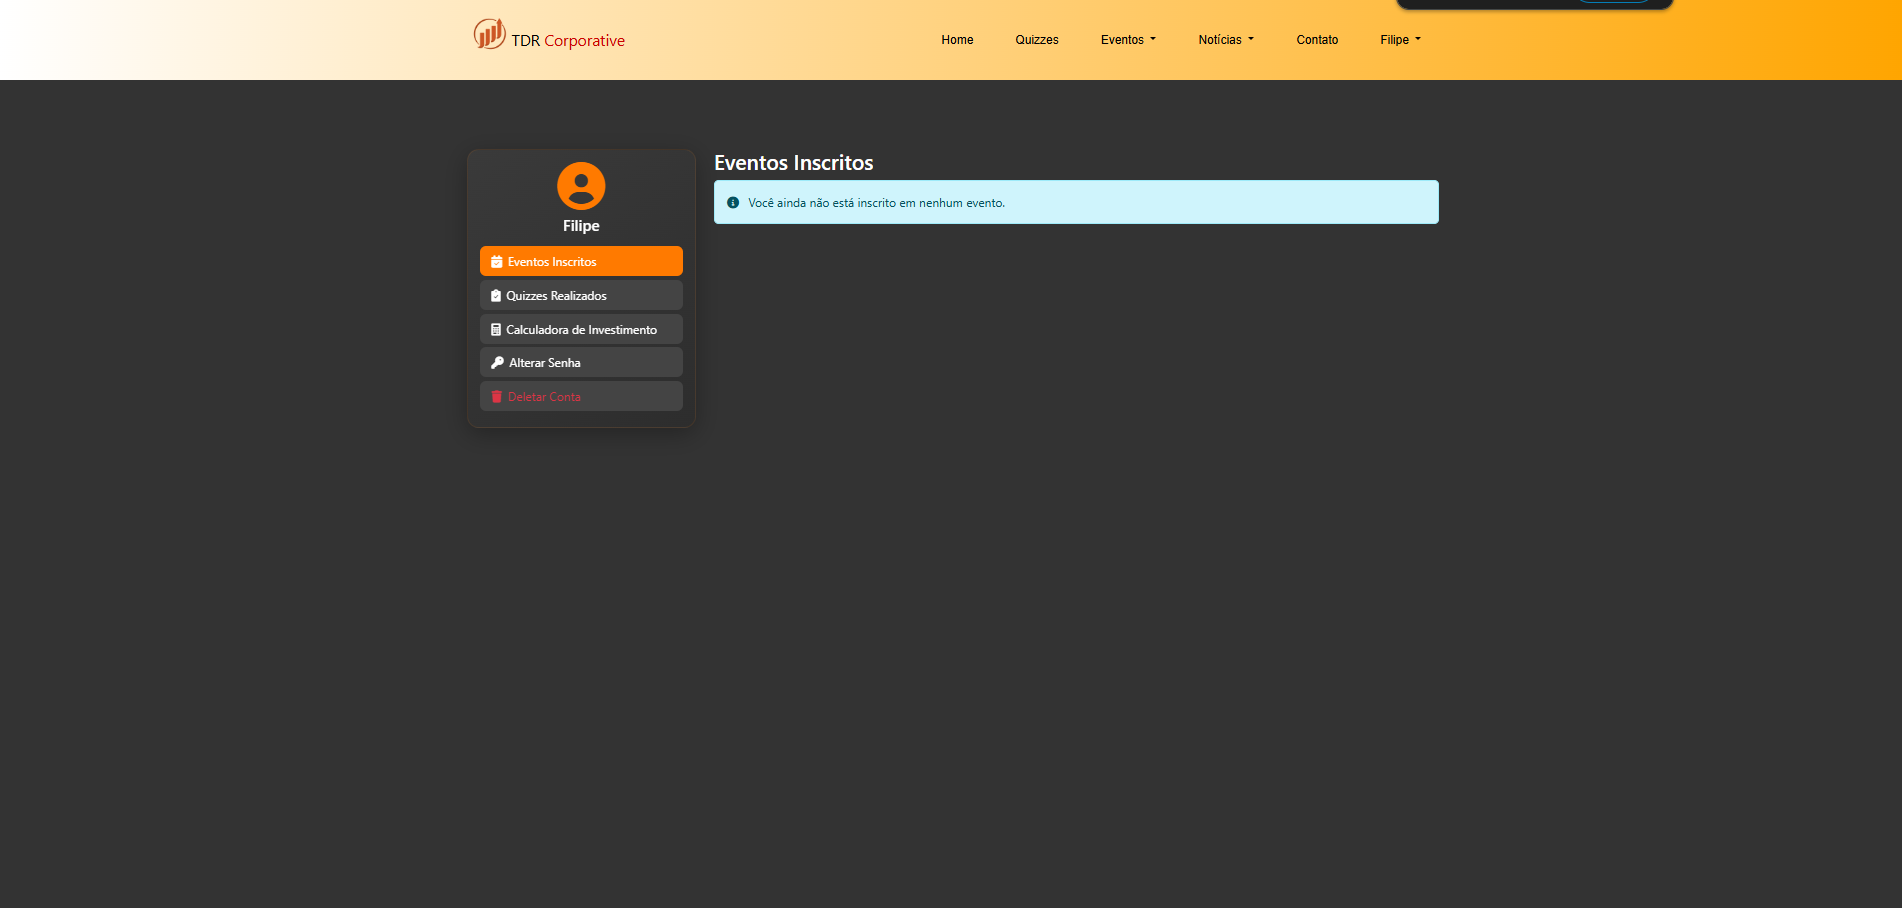 TDR Corporative
Home
Quizzes
Eventos
Notícias
Contato
Filipe
Filipe
Eventos Inscritos
Quizzes Realizados
Calculadora de Investimento
Alterar Senha
Deletar Conta
Eventos Inscritos
Você ainda não está inscrito em nenhum evento.